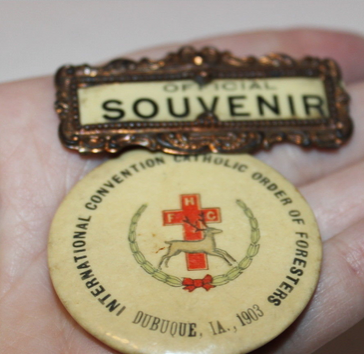 OFFICIAL
SOUVENIR
INTERNATIONAL CONVENTION CATHOLIC ORDER OF FORESTERS
H
F C
DUBUQUE, IA., 1903